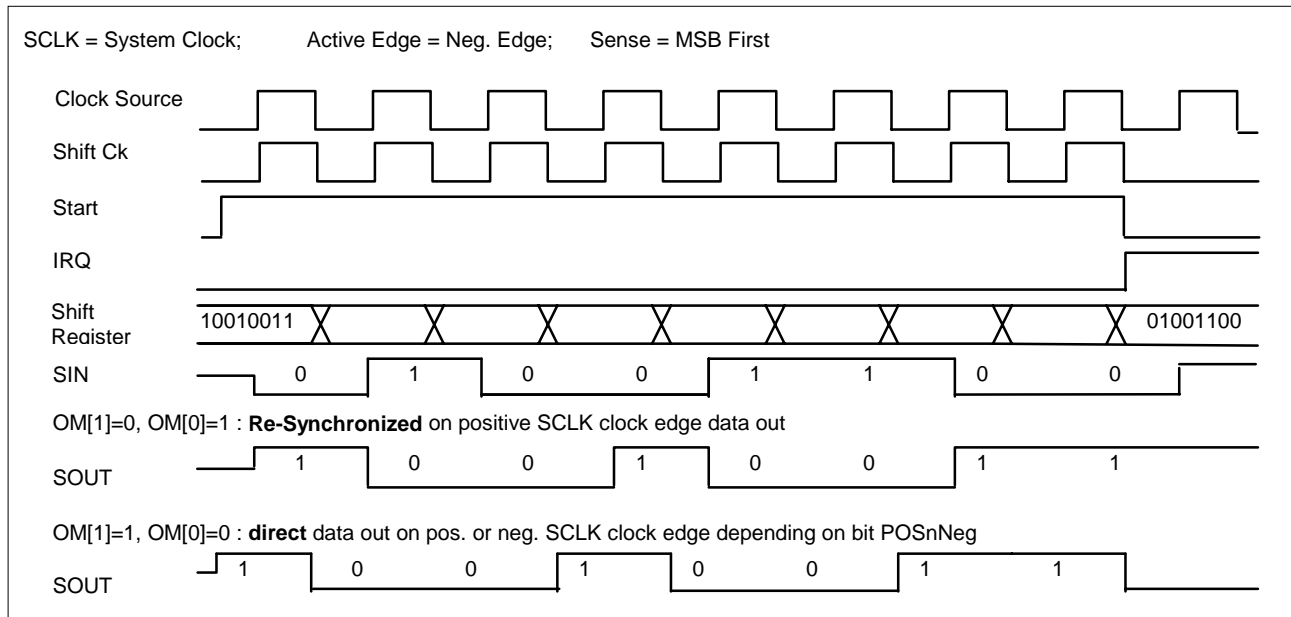 SCLK = System Clock; Active Edge = Neg. Edge; Sense = MSB First
Clock Source
Shift Ck
Start
IRQ
Shift
Register
10010011 01001100
SIN
0 1 0 0 1 1 0 0
OM[1]=0, OM[0]=1 : Re-Synchronized on positive SCLK clock edge data out
SOUT
1 0 0 1 0 0 1 1
OM[1]=1, OM[0]=0 : direct data out on pos. or neg. SCLK clock edge depending on bit POSnNeg
SOUT
1 0 0 1 0 0 1 1